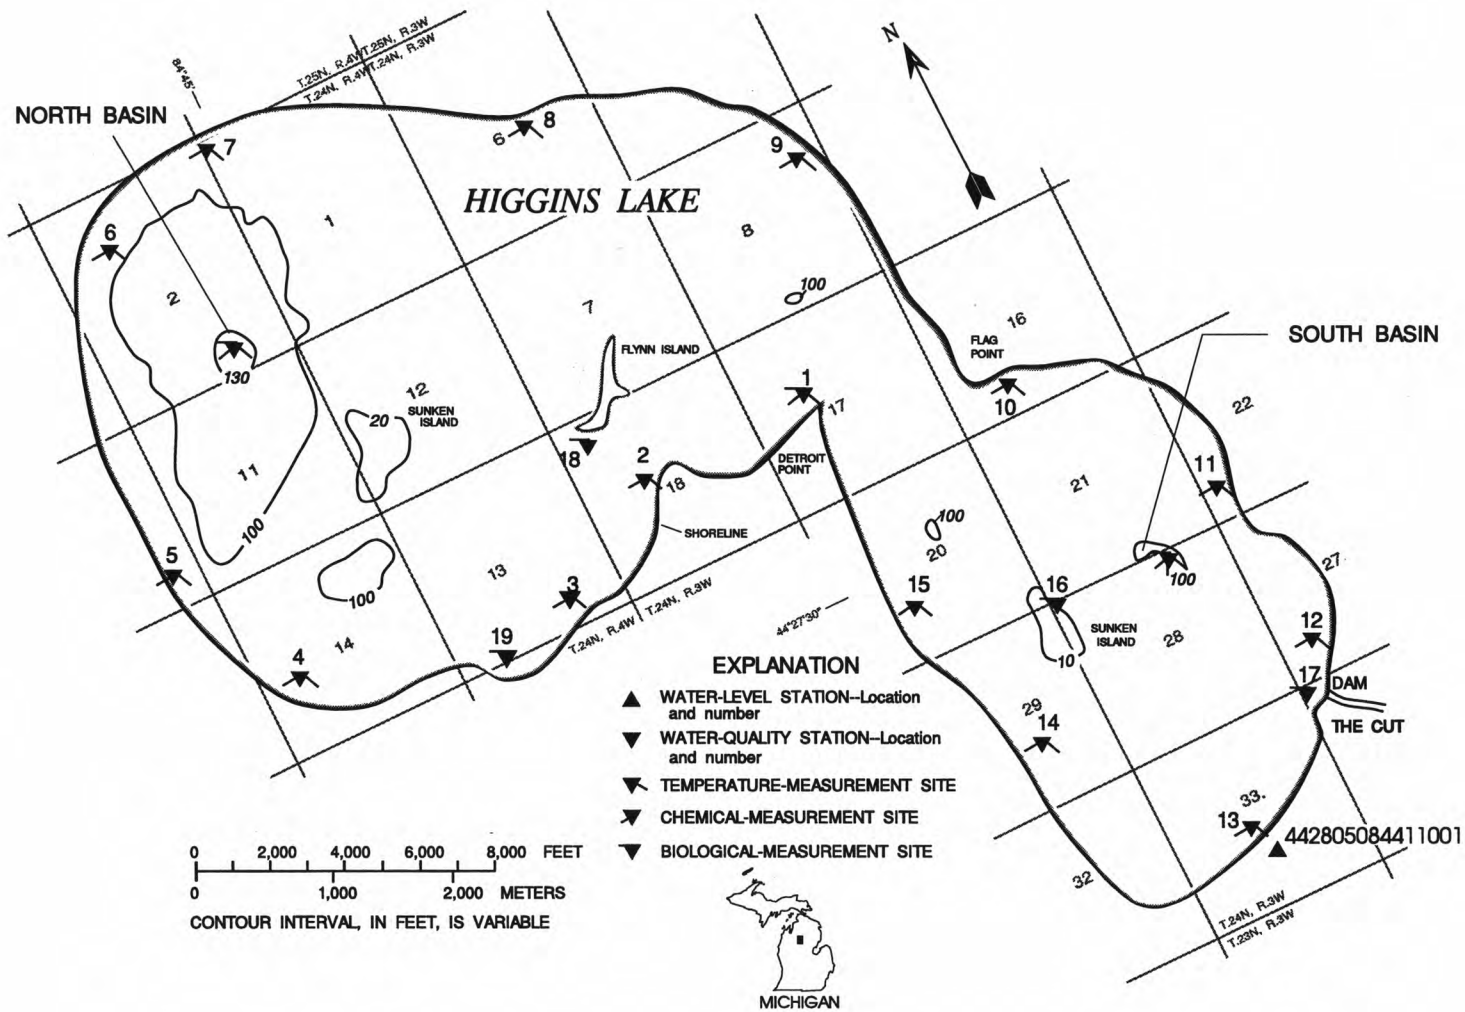 T.25N, R.4W T.25N, R.3W
T.24N, R.4W T.24N, R.3W
84°45'
N
NORTH BASIN
7
6
8
9
HIGGINS LAKE
6
1
8
2
7
100
16
FLAG
POINT
SOUTH BASIN
FLYNN ISLAND
130
12
SUNKEN
ISLAND
20
1
17
10
22
18
2
18
DETROIT
POINT
11
11
21
100
SHORELINE
100
20
5
13
3
100
15
16
100
27
T.24N, R.4W
T.24N, R.3W
44°27'30"
14
4
19
SUNKEN
ISLAND
10
28
12
17
DAM
THE CUT
29
14
33.
13
442805084411001
32
T.24N, R.3W
T.23N, R.3W
EXPLANATION
WATER-LEVEL STATION--Location
and number
WATER-QUALITY STATION--Location
and number
TEMPERATURE-MEASUREMENT SITE
CHEMICAL-MEASUREMENT SITE
BIOLOGICAL-MEASUREMENT SITE
0 2,000 4,000 6,000 8,000 FEET
0 1,000 2,000 METERS
CONTOUR INTERVAL, IN FEET, IS VARIABLE
MICHIGAN